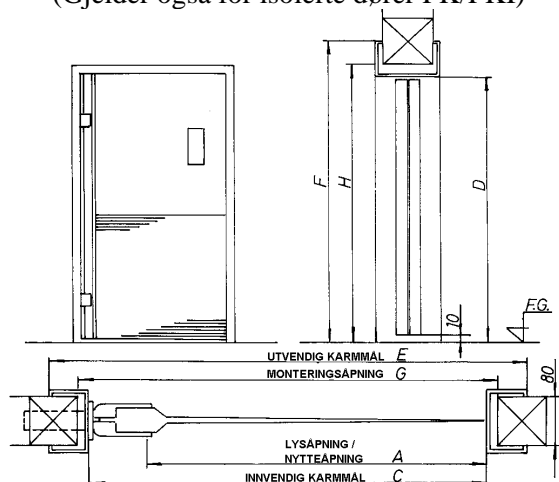 (Gjelder også for isolerte dører PK/PKI)
F
H
D
10
F.G.
UTVENDIG KARMMÅL E
MONTERINGSÅPNING G
80
LYSÅPNING /
NYTTEÅPNING A
INNVENDIG KARMMÅL C